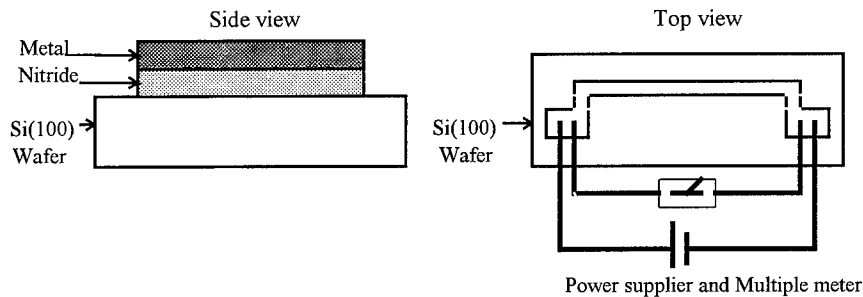 Side view
Metal
Nitride
Si(100)
Wafer
Top view
Si(100)
Wafer
Power supplier and Multiple meter